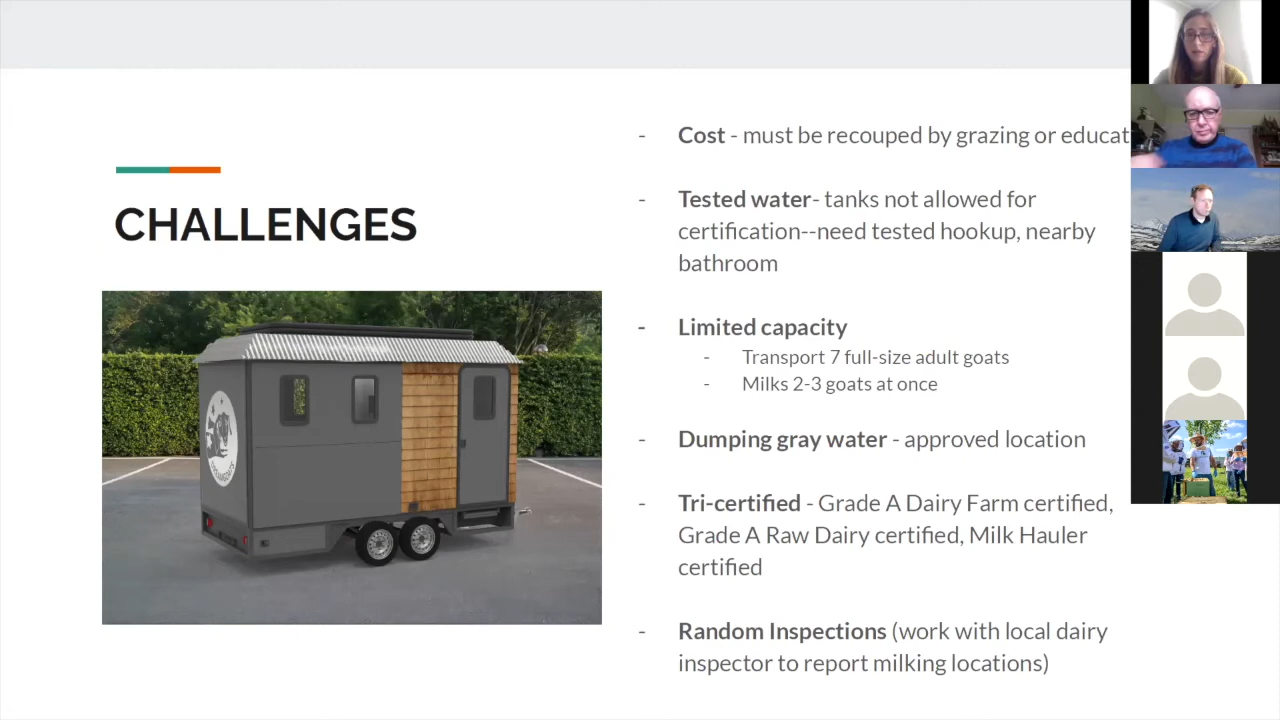 CHALLENGES
- Cost - must be recouped by grazing or educat
- Tested water- tanks not allowed for
certification--need tested hookup, nearby
bathroom
- Limited capacity
- Transport 7 full-size adult goats
- Milks 2-3 goats at once
- Dumping gray water - approved location
- Tri-certified - Grade A Dairy Farm certified,
Grade A Raw Dairy certified, Milk Hauler
certified
- Random Inspections (work with local dairy
inspector to report milking locations)